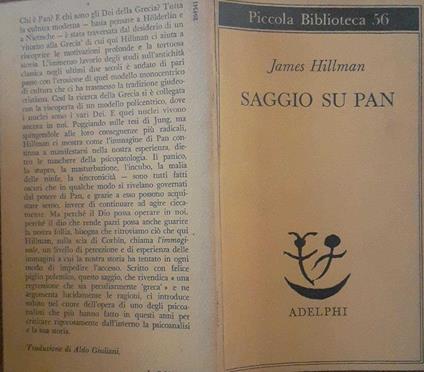 Chi è Pan? E chi sono gli Dei della Grecia? Tutta
la cultura moderna – basta pensare a Hölderlin e
a Nietzsche – è stata traversata dal desiderio di un
'ritorno alla Grecia' di cui qui Hillman ci aiuta a
riscoprire le motivazioni profonde e la tortuosa
storia. L'immenso lavoro degli studi sull'antichità
classica negli ultimi due secoli è andato di pari
passo con l'erosione di quel modello monocentrico
di cultura che ci ha trasmesso la tradizione giudeo-
cristiana. Così la ricerca della Grecia si è collegata
con la riscoperta di un modello policentrico, dove
i nuclei sono i vari Dei. E quei nuclei vivono
ancora in noi. Poggiando sulle tesi di Jung, ma
spingendole alle loro conseguenze più radicali,
Hillman ci mostra come l'immagine di Pan con-
tinua a manifestarsi nella nostra esperienza, die-
tro le maschere della psicopatologia. Il panico,
lo stupro, la masturbazione, l'incubo, la malia
delle ninfe, la sincronicità – sono tutti fatti
oscuri che in qualche modo si rivelano governati
dal potere di Pan, e grazie a esso possono acqui-
stare senso, invece di continuare ad agire cieca-
mente. Ma perché il Dio possa operare in noi,
perché il dio che rende pazzi possa anche guarire
la nostra follia, bisogna che ritroviamo ciò che qui
Hillman, sulla scia di Corbin, chiama l'immagi-
nale, un livello di percezione e di esperienza delle
immagini a cui la nostra storia ha tentato in ogni
modo di impedire l'accesso. Scritto con felice
piglio polemico, questo saggio, che rivendica « una
regressione che sia peculiarmente 'greca' » e ne
argomenta lucidamente le ragioni, ci introduce
subito nel cuore dell'opera di uno degli psicoa-
nalisti che più hanno fatto in questi anni per
criticare rigorosamente dall'interno la psicoanalisi
e la sua storia.
Traduzione di Aldo Giuliani.
Piccola Biblioteca 56
James Hillman
SAGGIO SU PAN
ADELPHI